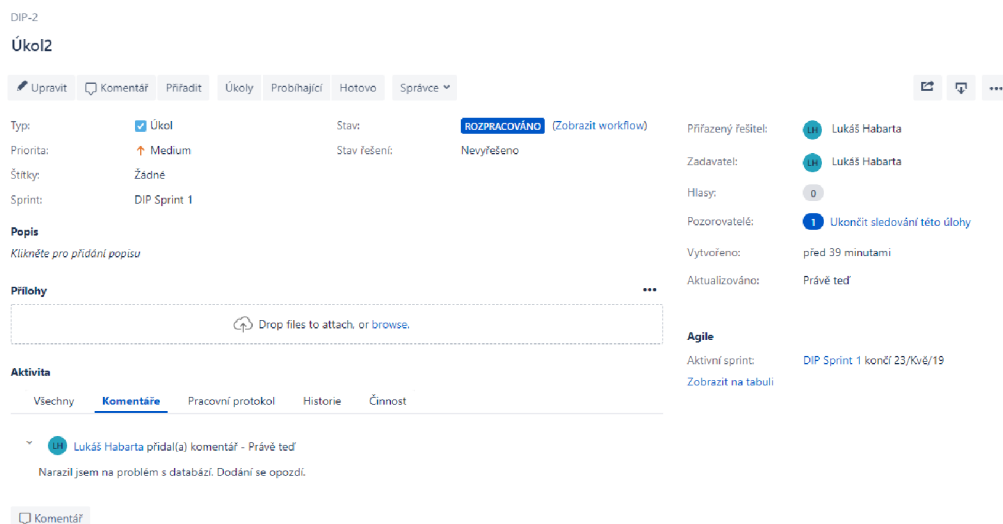 DIP-2
Úkol2
Upravit Komentář Přiřadit Úkoly Probíhající Hotovo Správce
Typ: Úkol
Priorita: Medium
Štítky: Žádné
Sprint: DIP Sprint 1
Stav: ROZPRACOVÁNO (Zobrazit workflow)
Stav řešení: Nevyřešeno
Popis
Klikněte pro přidání popisu
Přílohy
Drop files to attach, or browse.
Aktivita
Všechny Komentáře Pracovní protokol Historie Činnost
LH Lukáš Habarta přidal(a) komentář - Právě teď
Narazil jsem na problém s databází. Dodání se opozdí.
Komentář
Přiřazený řešitel: LH Lukáš Habarta
Zadavatel: LH Lukáš Habarta
Hlasy: 0
Pozorovatelé: 1 Ukončit sledování této úlohy
Vytvořeno: před 39 minutami
Aktualizováno: Právě teď
Agile
Aktivní sprint: DIP Sprint 1 končí 23/Kvě/19
Zobrazit na tabuli